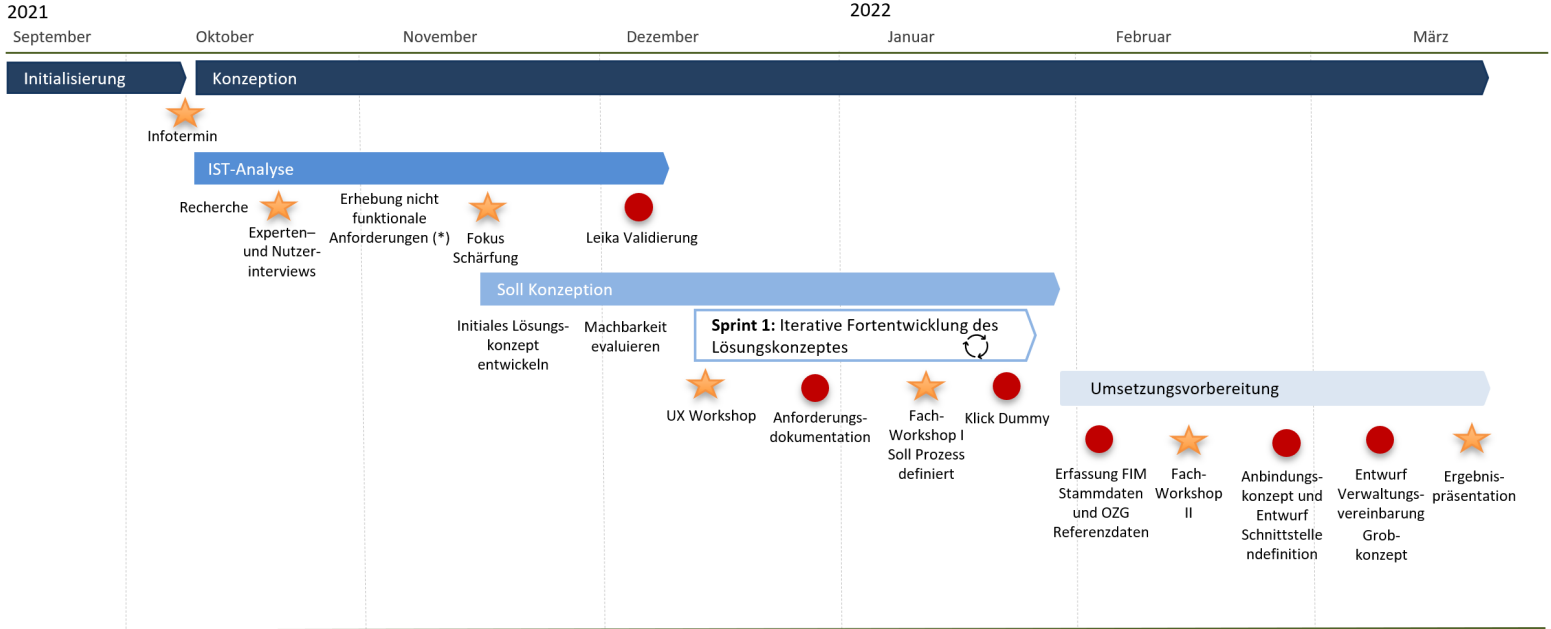 2021
2022
September
Oktober
November
Dezember
Januar
Februar
März
Initialisierung
Konzeption
Infotermin
IST-Analyse
Recherche
Experten–
und Nutzer-
interviews
Erhebung nicht
funktionale
Anforderungen (*)
Fokus
Schärfung
Leika Validierung
Soll Konzeption
Initiales Lösungs-
konzept
entwickeln
Machbarkeit
evaluieren
Sprint 1: Iterative Fortentwicklung des
Lösungskonzeptes
UX Workshop
Anforderungs-
dokumentation
Fach-
Workshop I
Soll Prozess
definiert
Klick Dummy
Umsetzungsvorbereitung
Erfassung FIM
Stammdaten
und OZG
Referenzdaten
Fach-
Workshop
II
Anbindungs-
konzept und
Entwurf
Schnittstelle
ndefinition
Entwurf
Verwaltungs-
vereinbarung
Grob-
konzept
Ergebnis-
präsentation